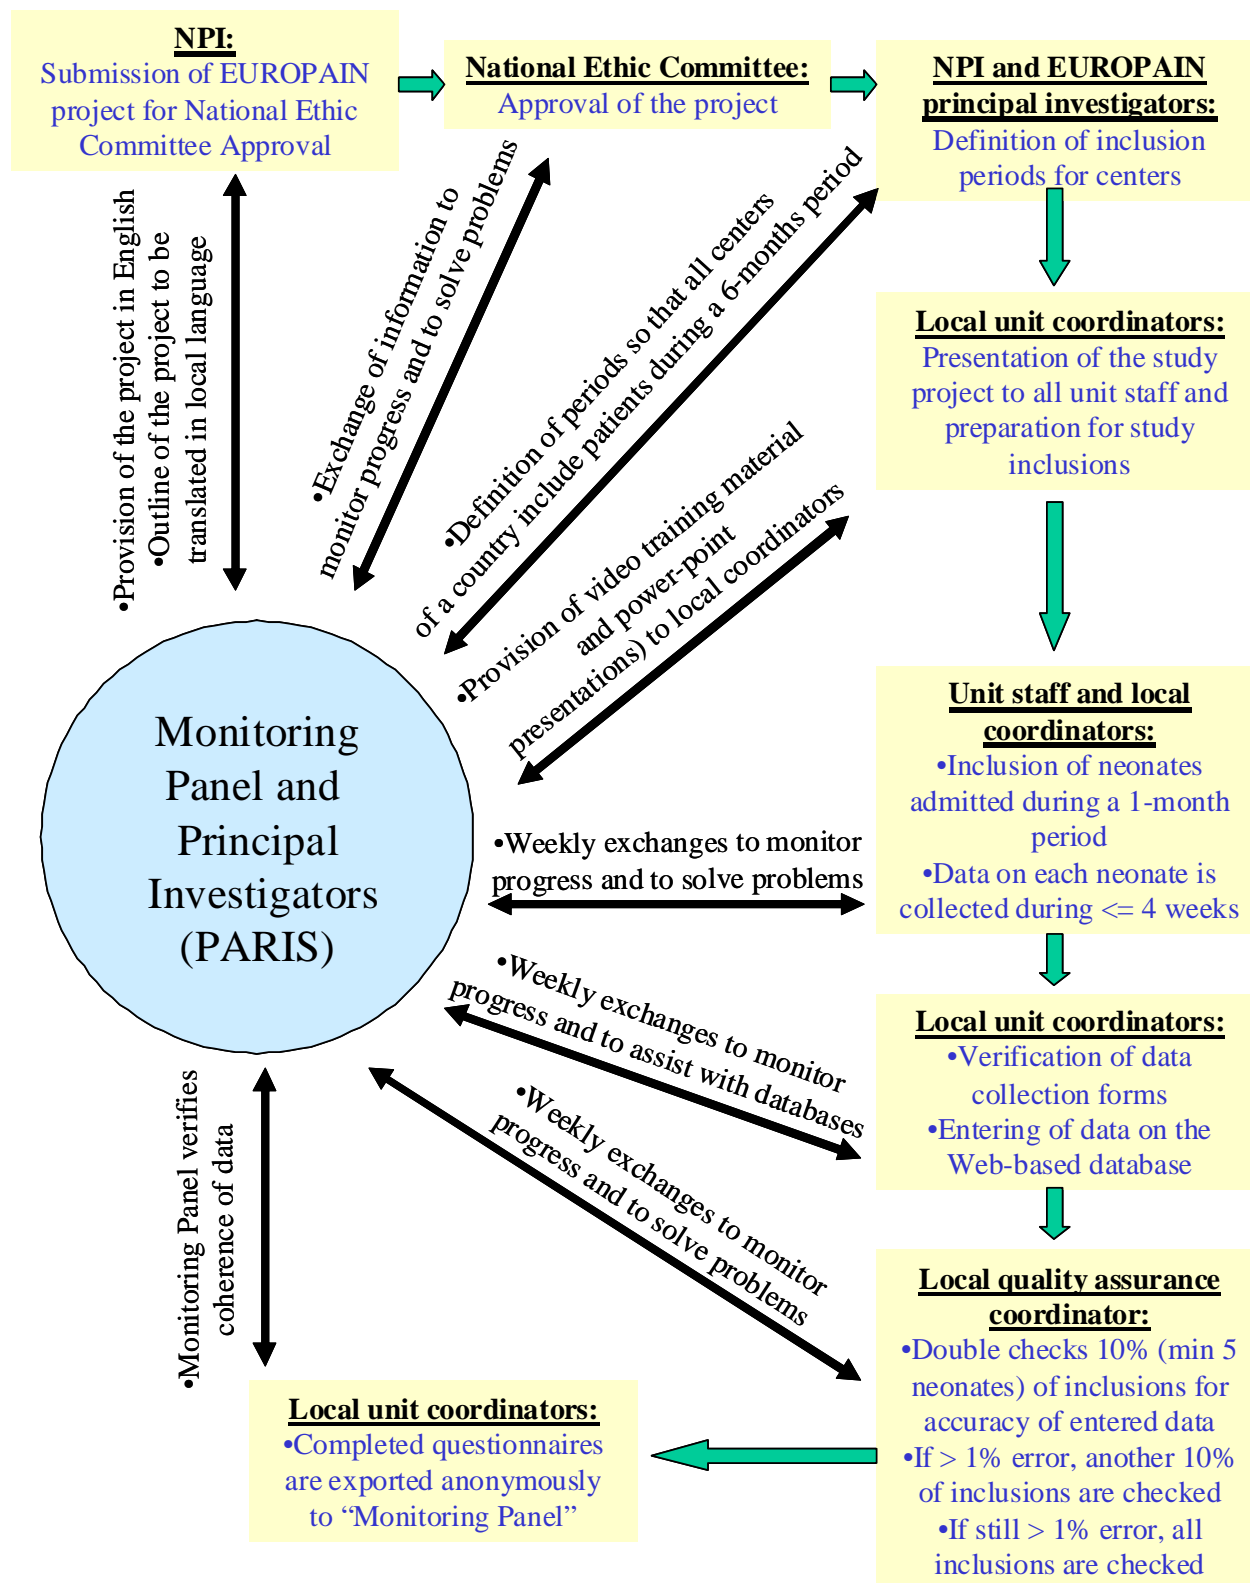 NPI:
Submission of EUROPAIN
project for National Ethic
Committee Approval
National Ethic Committee:
Approval of the project
NPI and EUROPAIN
principal investigators:
Definition of inclusion
periods for centers
•Provision of the project in English
•Outline of the project to be
translated in local language
•Exchange of information to
monitor progress and to solve problems
•Definition of periods so that all centers
of a country include patients during a 6-months period
Local unit coordinators:
Presentation of the study
project to all unit staff and
preparation for study
inclusions
•Provision of video training material
and power-point
presentations) to local coordinators
Monitoring
Panel and
Principal
Investigators
(PARIS)
Unit staff and local
coordinators:
•Inclusion of neonates
admitted during a 1-month
period
•Data on each neonate is
collected during <= 4 weeks
•Weekly exchanges to monitor
progress and to solve problems
Local unit coordinators:
•Verification of data
collection forms
•Entering of data on the
Web-based database
•Weekly exchanges to monitor
progress and to assist with databases
•Weekly exchanges to monitor
progress and to solve problems
Local quality assurance
coordinator:
•Double checks 10% (min 5
neonates) of inclusions for
accuracy of entered data
•If > 1% error, another 10%
of inclusions are checked
•If still > 1% error, all
inclusions are checked
•Monitoring Panel verifies
coherence of data
Local unit coordinators:
•Completed questionnaires
are exported anonymously
to “Monitoring Panel”